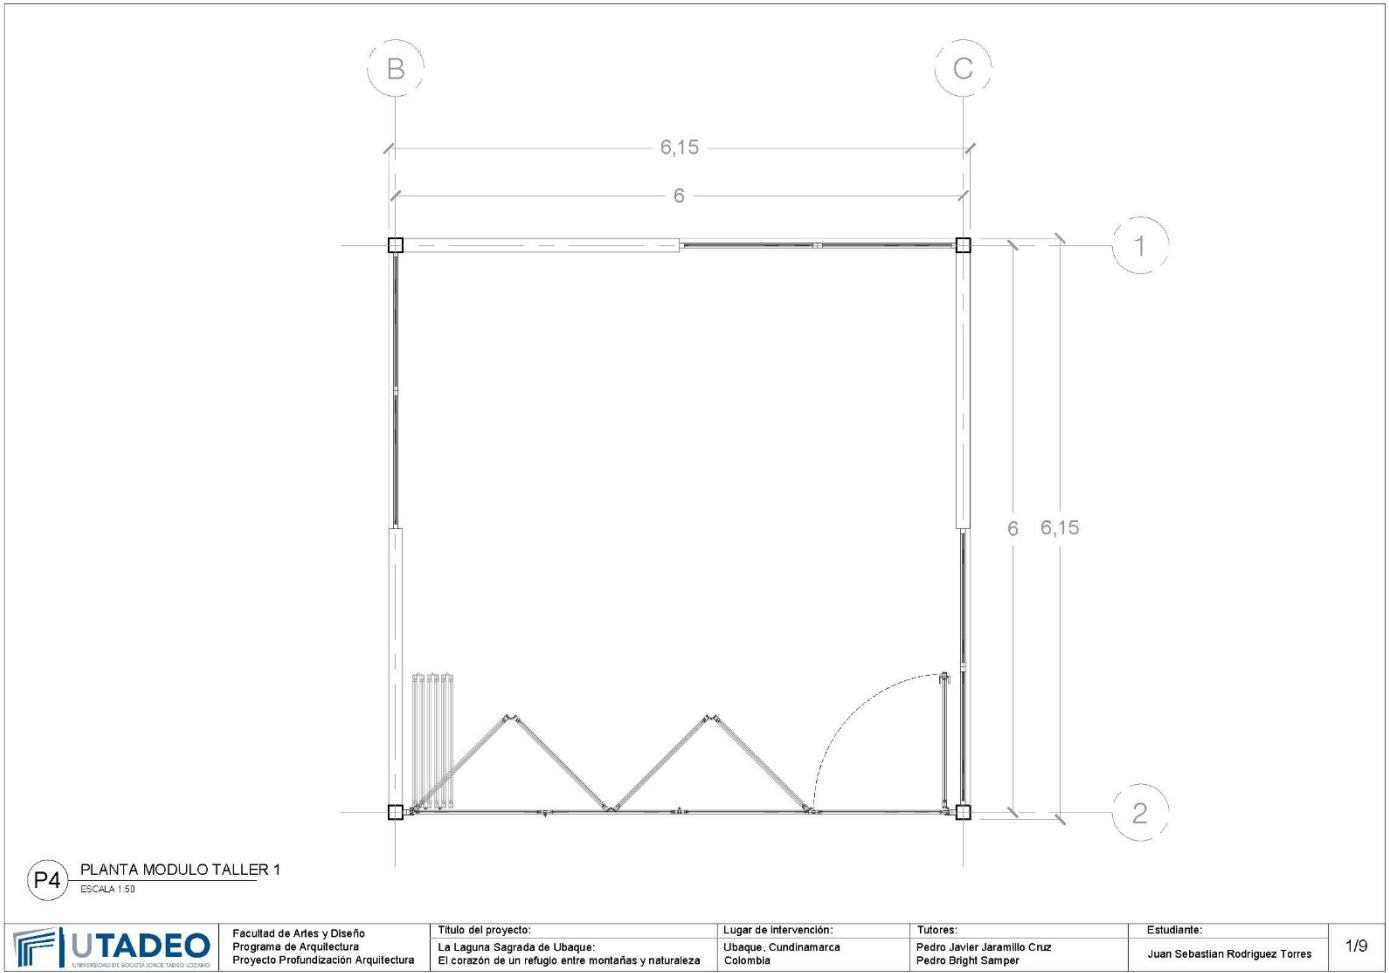 B
C
6,15
6
1
6
6,15
2
P4
PLANTA MODULO TALLER 1
ESCALA 1:50
UTADEO
UNIVERSIDAD DE BOGOTÁ JORGE TADEO LOZANO
Facultad de Artes y Diseño
Programa de Arquitectura
Proyecto Profundización Arquitectura
Título del proyecto:
La Laguna Sagrada de Ubaque:
El corazón de un refugio entre montañas y naturaleza
Lugar de intervención:
Ubaque, Cundinamarca
Colombia
Tutores:
Pedro Javier Jaramillo Cruz
Pedro Bright Samper
Estudiante:
Juan Sebastian Rodriguez Torres
1/9